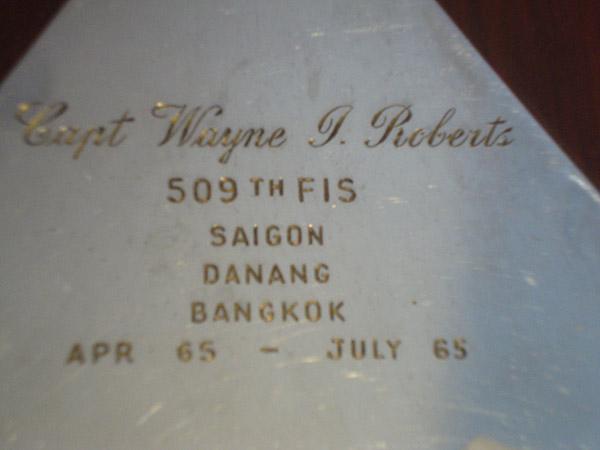 Capt Wayne J. Roberts
509TH FIS
SAIGON
DANANG
BANGKOK
APR 65 - JULY 65